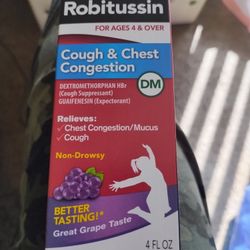 Robitussin
FOR AGES 4 & OVER
Cough & Chest
Congestion
DM
DEXTROMETHORPHAN HBr
(Cough Suppressant)
GUAIFENESIN (Expectorant)
Relieves:
✓ Chest Congestion/Mucus
✓ Cough
Non-Drowsy
BETTER
TASTING!*
Great Grape Taste
4 FL OZ